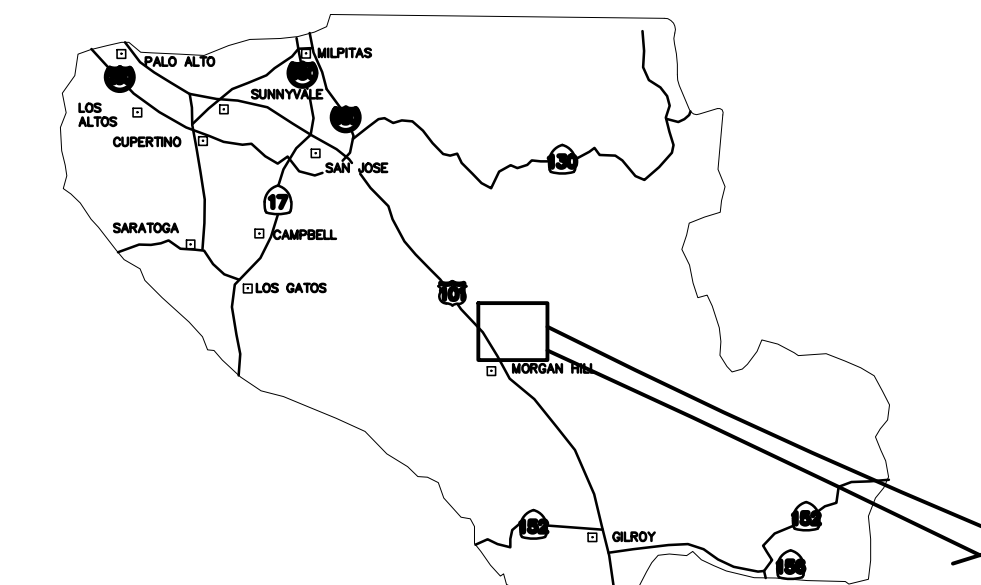 MILPITAS
PALO ALTO
SUNNYVALE
LOS
ALTOS
CUPERTINO
SAN JOSE
130
17
SARATOGA
CAMPBELL
LOS GATOS
101
MORGAN HILL
152
152
GILROY
156